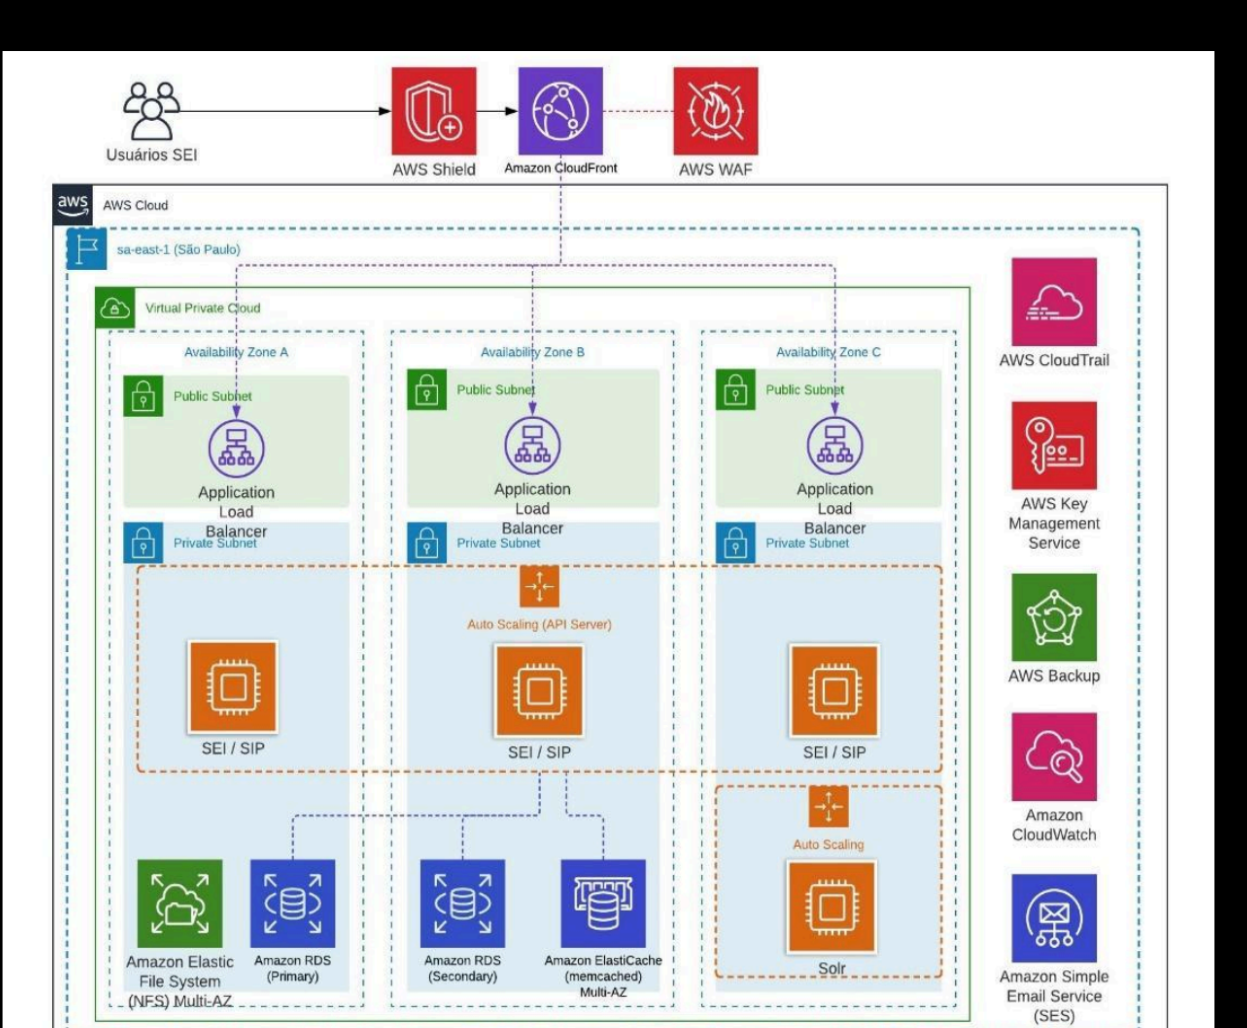 Usuários SEI
AWS Shield
Amazon CloudFront
AWS WAF
aws
AWS Cloud
sa-east-1 (São Paulo)
Virtual Private Cloud
Availability Zone A
Availability Zone B
Availability Zone C
Public Subnet
Public Subnet
Public Subnet
Application
Load
Balancer
Application
Load
Balancer
Application
Load
Balancer
Private Subnet
Private Subnet
Private Subnet
Auto Scaling (API Server)
SEI / SIP
SEI / SIP
SEI / SIP
Auto Scaling
Solr
Amazon Elastic
File System
(NFS) Multi-AZ
Amazon RDS
(Primary)
Amazon RDS
(Secondary)
Amazon ElastiCache
(memcached)
Multi-AZ
AWS CloudTrail
AWS Key
Management
Service
AWS Backup
Amazon
CloudWatch
Amazon Simple
Email Service
(SES)